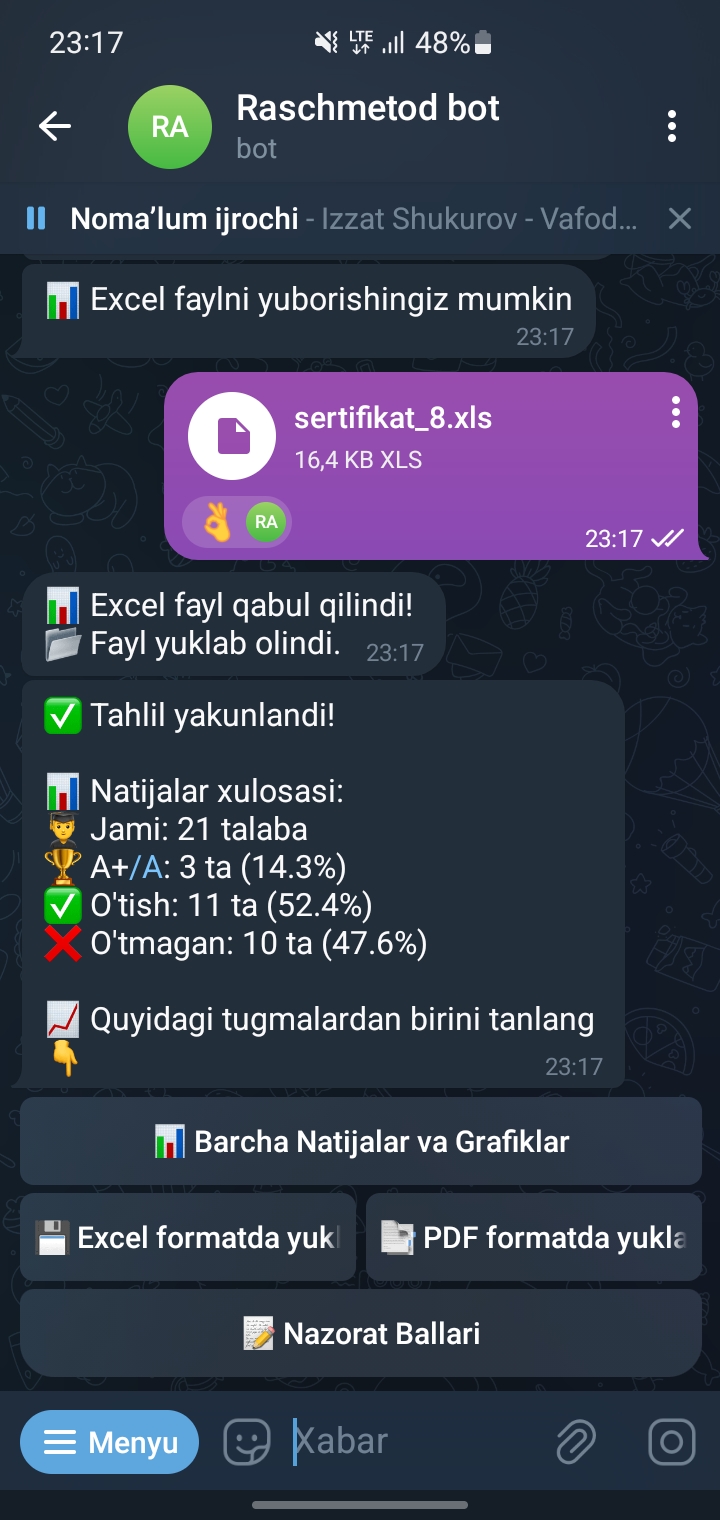 23:17
LTE
48%
RA
Raschmetod bot
bot
Noma’lum ijrochi - Izzat Shukurov - Vafod...
Excel faylni yuborishingiz mumkin
23:17
sertifikat_8.xls
16,4 KB XLS
RA
23:17
Excel fayl qabul qilindi!
Fayl yuklab olindi.
23:17
Tahlil yakunlandi!
Natijalar xulosasi:
Jami: 21 talaba
A+/A: 3 ta (14.3%)
O'tish: 11 ta (52.4%)
O'tmagan: 10 ta (47.6%)
Quyidagi tugmalardan birini tanlang
23:17
Barcha Natijalar va Grafiklar
Excel formatda yukl
PDF formatda yukla
Nazorat Ballari
Menyu
Xabar